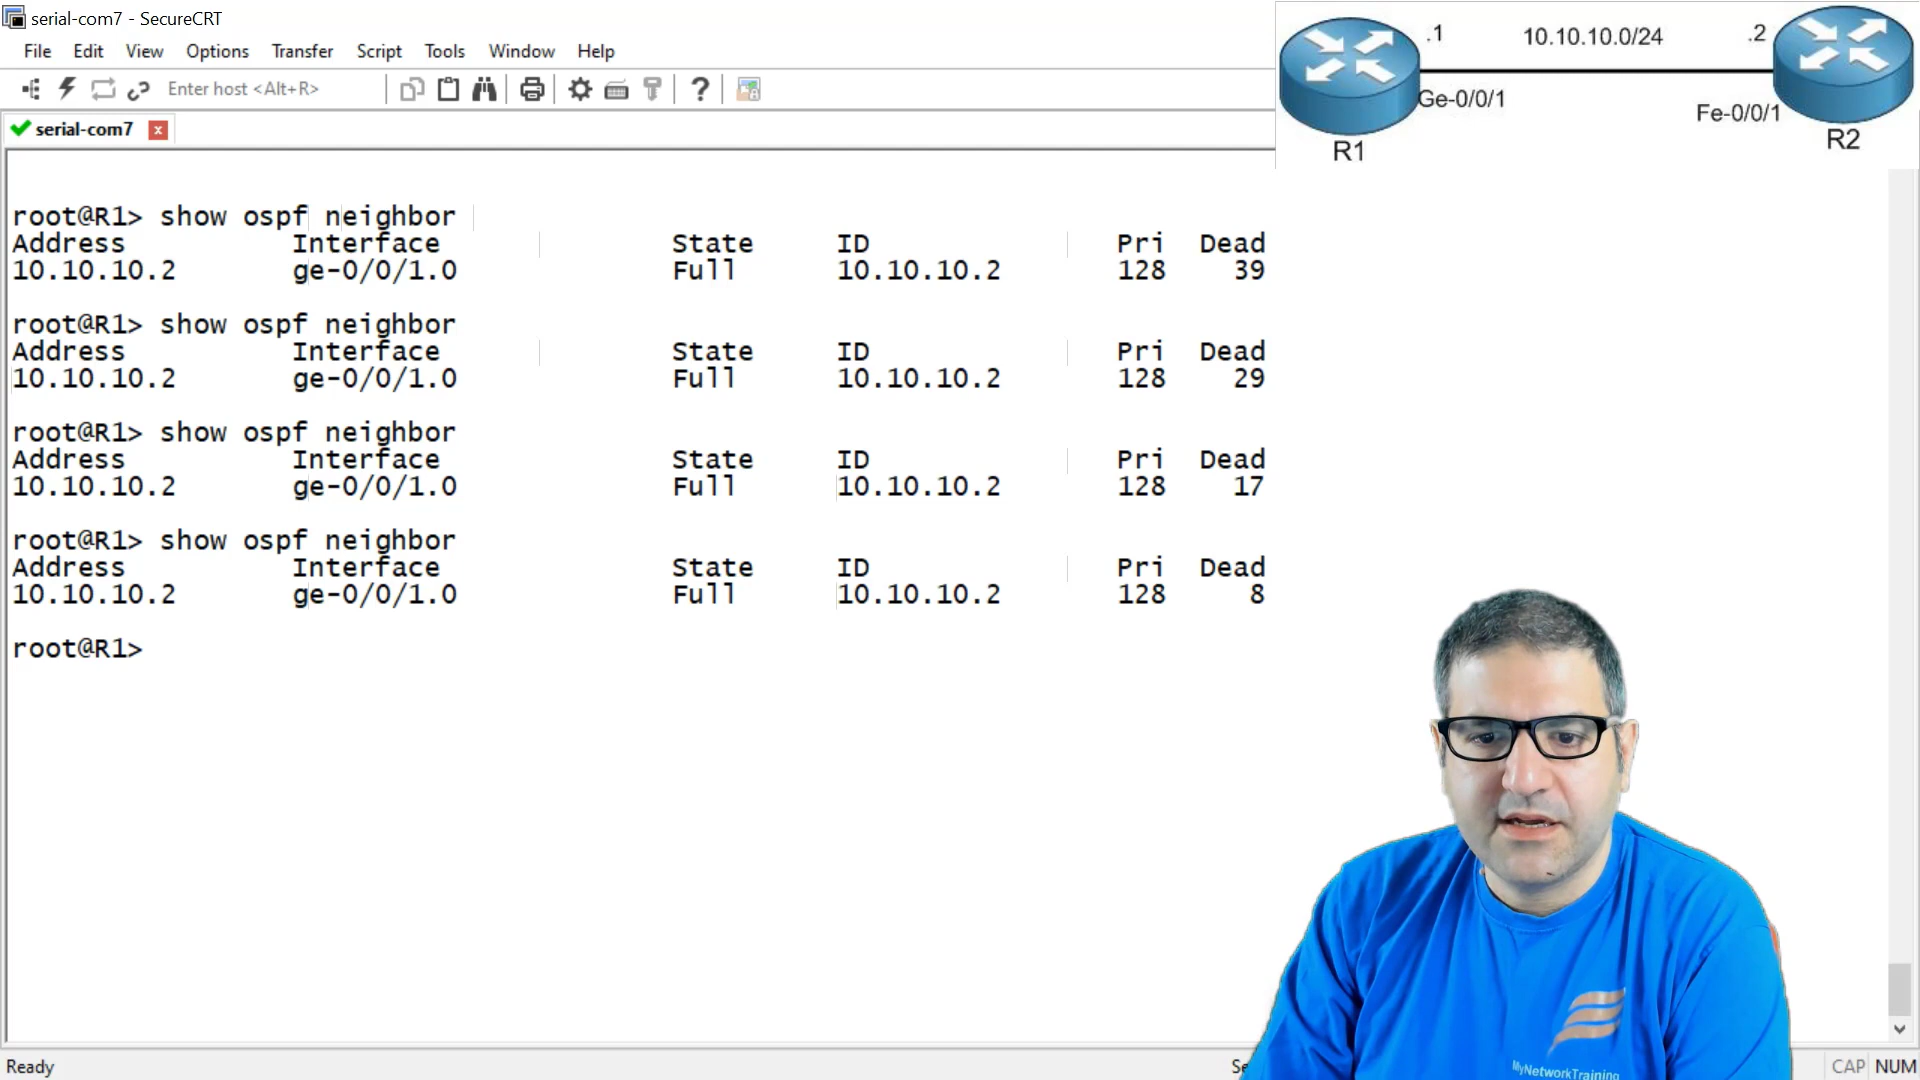 serial-com7 - SecureCRT
File Edit View Options Transfer Script Tools Window Help
Enter host <Alt+R>
serial-com7
.1 10.10.10.0/24 .2
Ge-0/0/1 Fe-0/0/1
R1 R2
root@R1> show ospf neighbor
Address Interface State ID Pri Dead
10.10.10.2 ge-0/0/1.0 Full 10.10.10.2 128 39
root@R1> show ospf neighbor
Address Interface State ID Pri Dead
10.10.10.2 ge-0/0/1.0 Full 10.10.10.2 128 29
root@R1> show ospf neighbor
Address Interface State ID Pri Dead
10.10.10.2 ge-0/0/1.0 Full 10.10.10.2 128 17
root@R1> show ospf neighbor
Address Interface State ID Pri Dead
10.10.10.2 ge-0/0/1.0 Full 10.10.10.2 128 8
root@R1>
MyNetworkTraining
Ready Se CAP NUM